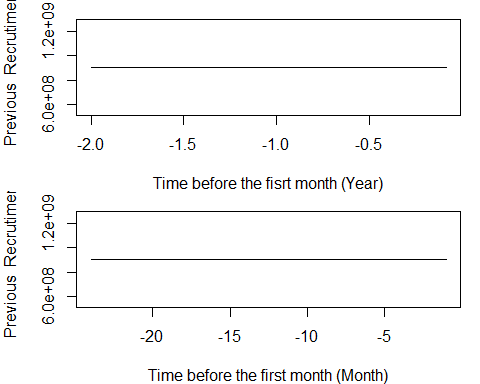 Previous Recrutimer
6.0e+08 1.2e+09
-2.0 -1.5 -1.0 -0.5
Time before the fisrt month (Year)
Previous Recrutimer
6.0e+08 1.2e+09
-20 -15 -10 -5
Time before the first month (Month)